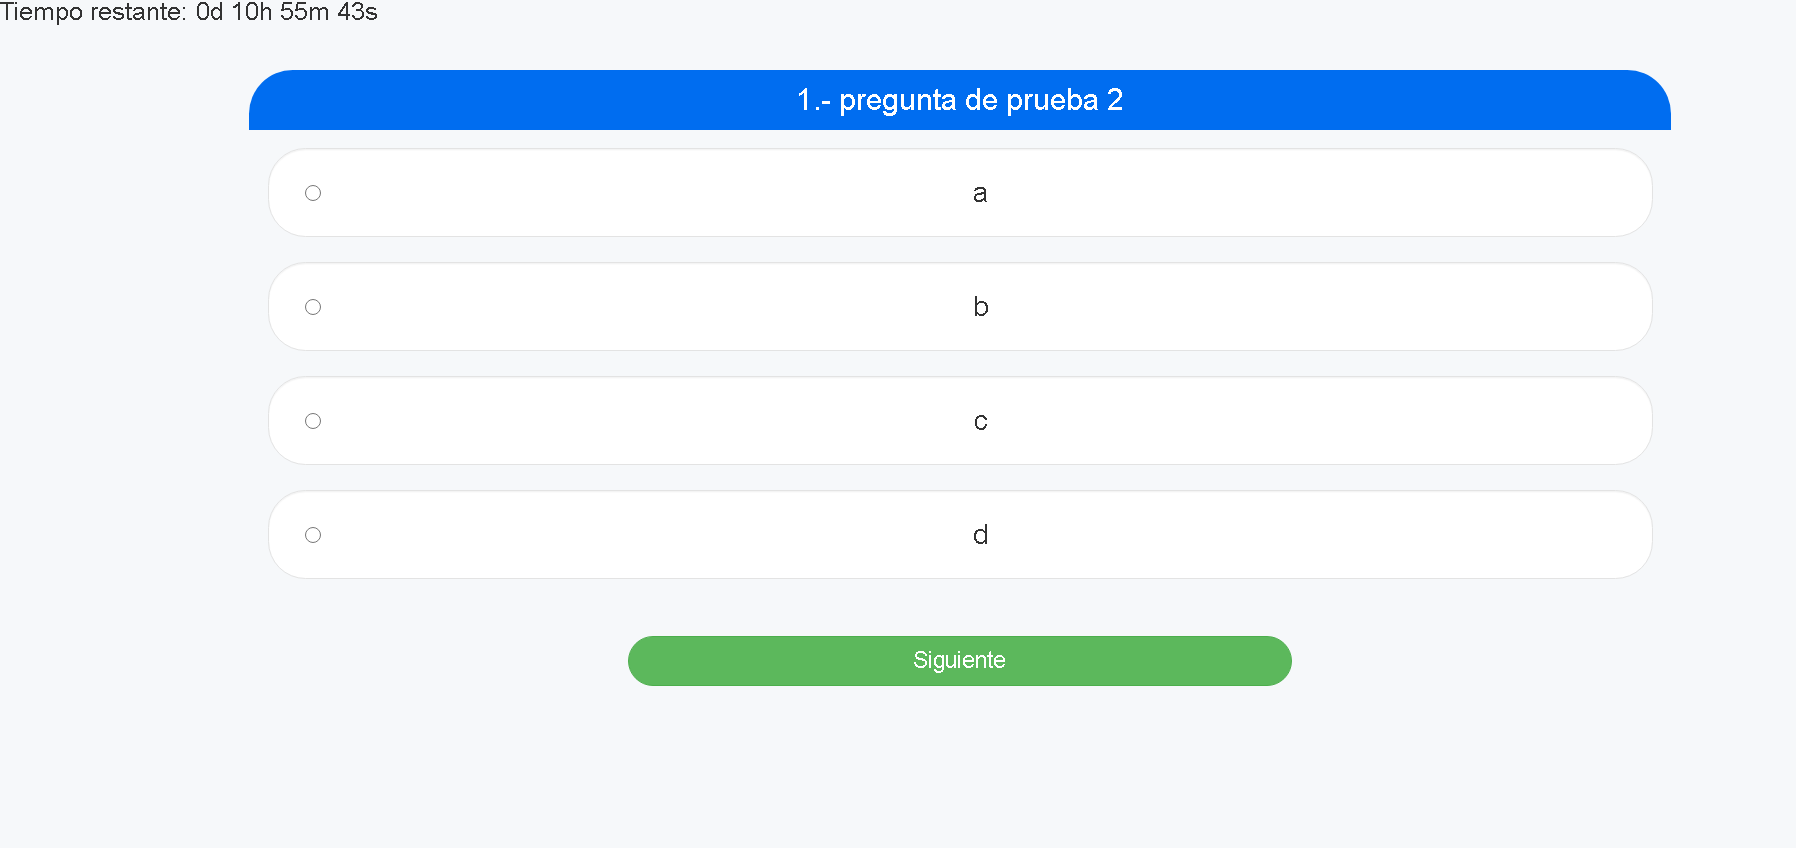 Tiempo restante: 0d 10h 55m 43s
1.- pregunta de prueba 2
a
b
c
d
Siguiente